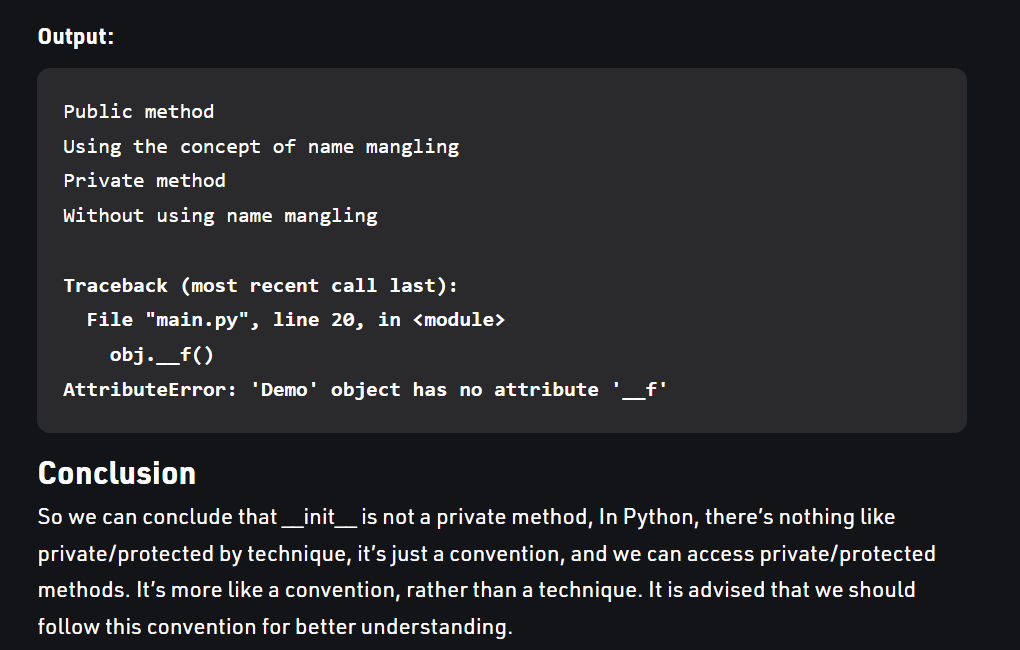 Output:
Public method
Using the concept of name mangling
Private method
Without using name mangling
Traceback (most recent call last):
  File "main.py", line 20, in <module>
    obj.__f()
AttributeError: 'Demo' object has no attribute '__f'
Conclusion
So we can conclude that __init__ is not a private method, In Python, there’s nothing like
private/protected by technique, it’s just a convention, and we can access private/protected
methods. It’s more like a convention, rather than a technique. It is advised that we should
follow this convention for better understanding.